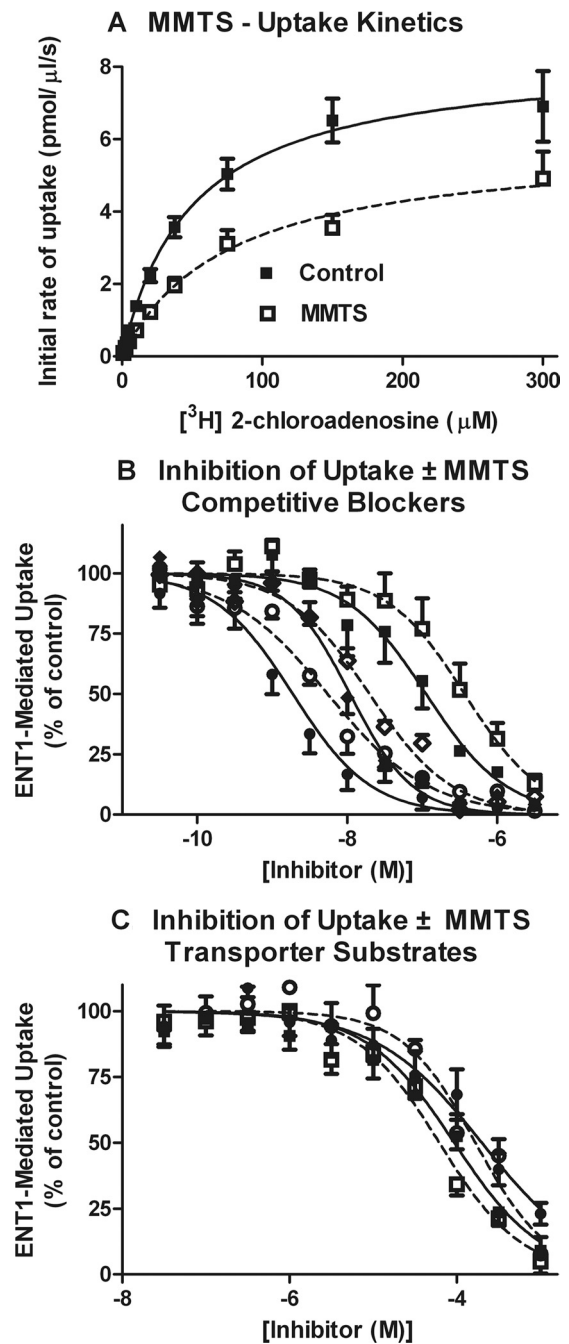 A MMTS - Uptake Kinetics
Initial rate of uptake (pmol/ μl/s)
8
6
4
2
0
Control
MMTS
0 100 200 300
[³H] 2-chloroadenosine (μM)
B Inhibition of Uptake ± MMTS
Competitive Blockers
ENT1-Mediated Uptake
(% of control)
100
75
50
25
0
-10 -8 -6
[Inhibitor (M)]
C Inhibition of Uptake ± MMTS
Transporter Substrates
ENT1-Mediated Uptake
(% of control)
100
75
50
25
0
-8 -6 -4
[Inhibitor (M)]